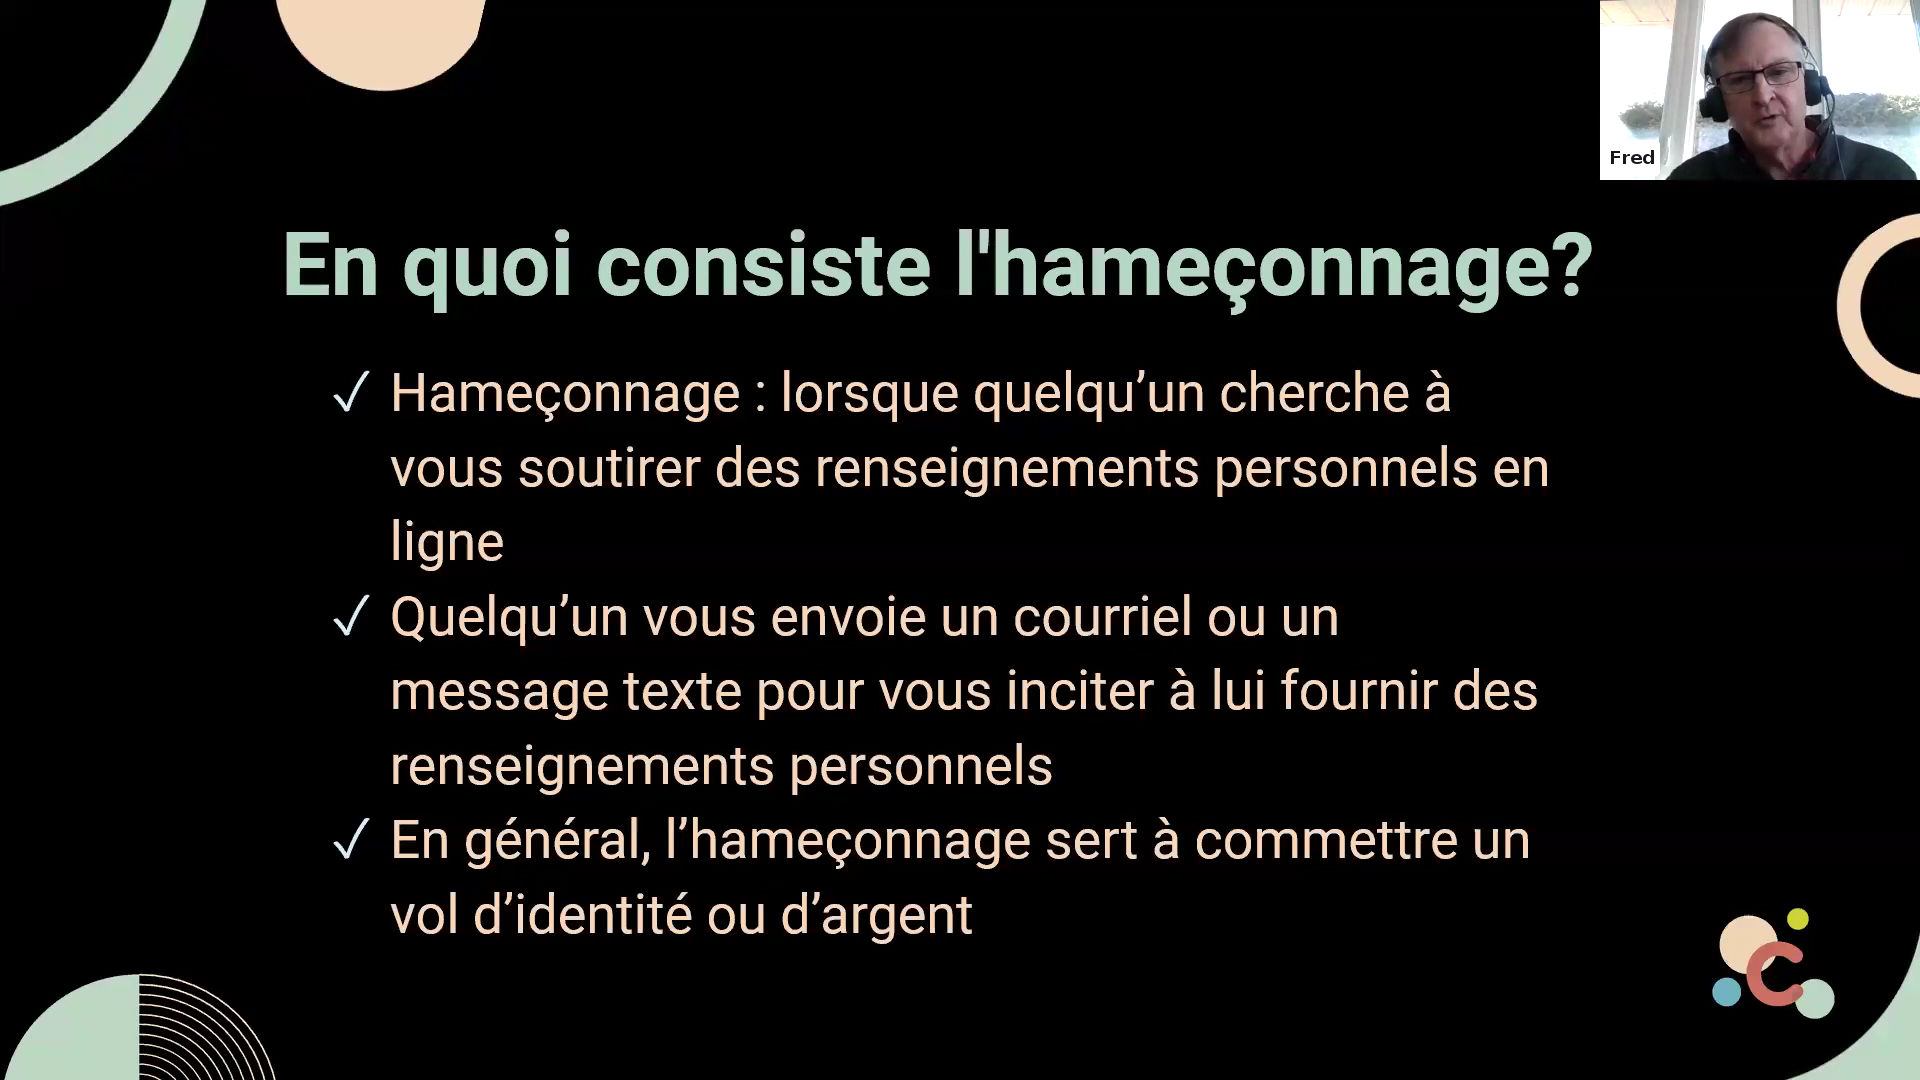 Fred
En quoi consiste l'hameçonnage?
✓ Hameçonnage : lorsque quelqu’un cherche à
vous soutirer des renseignements personnels en
ligne
✓ Quelqu’un vous envoie un courriel ou un
message texte pour vous inciter à lui fournir des
renseignements personnels
✓ En général, l’hameçonnage sert à commettre un
vol d’identité ou d’argent